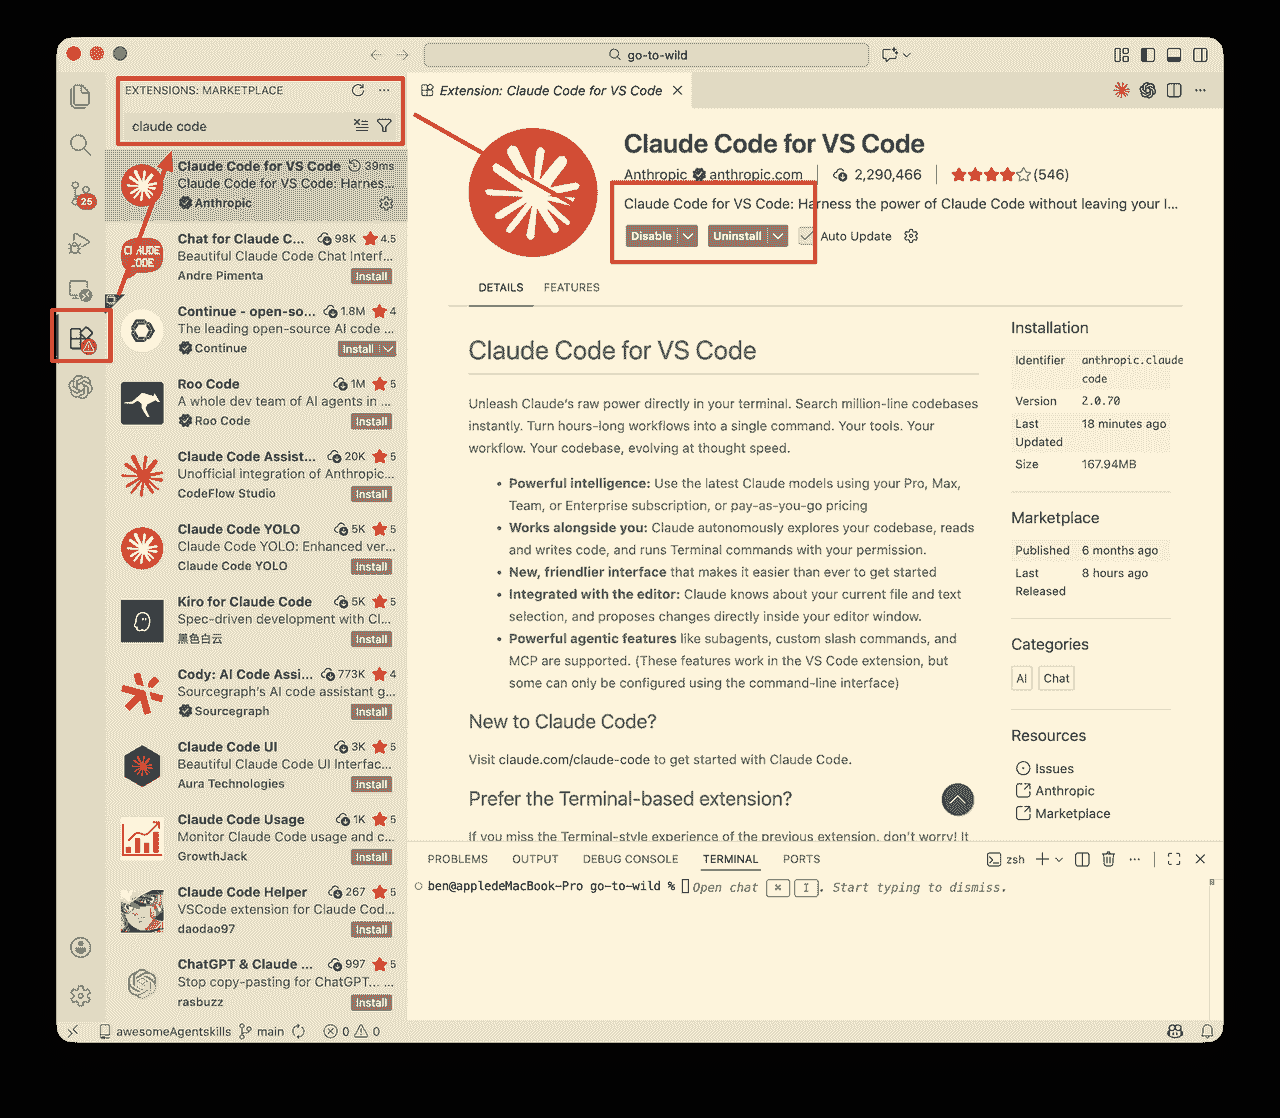 go-to-wild
EXTENSIONS: MARKETPLACE
claude code
25
Claude Code for VS Code 39ms
Claude Code for VS Code: Harnes...
Anthropic
CLAUDE
CODE
Chat for Claude C... 98K 4.5
Beautiful Claude Code Chat Interf...
Andre Pimenta Install
Continue - open-so... 1.8M 4
The leading open-source AI code ...
Continue Install
Roo Code 1M 5
A whole dev team of AI agents in ...
Roo Code Install
Claude Code Assist... 20K 5
Unofficial integration of Anthropic...
CodeFlow Studio Install
Claude Code YOLO 5K 5
Claude Code YOLO: Enhanced ver...
Claude Code YOLO Install
Kiro for Claude Code 5K 5
Spec-driven development with Cl...
黑色白云 Install
Cody: AI Code Assi... 773K 4
Sourcegraph's AI code assistant g...
Sourcegraph Install
Claude Code UI 3K 5
Beautiful Claude Code UI Interfac...
Aura Technologies Install
Claude Code Usage 1K 5
Monitor Claude Code usage and c...
GrowthJack Install
Claude Code Helper 267 5
VSCode extension for Claude Cod...
daodao97 Install
ChatGPT & Claude ... 997 5
Stop copy-pasting for ChatGPT... ...
rasbuzz Install
Extension: Claude Code for VS Code
Claude Code for VS Code
Anthropic anthropic.com 2,290,466 (546)
Claude Code for VS Code: Harness the power of Claude Code without leaving your I...
Disable Uninstall Auto Update
DETAILS FEATURES
Claude Code for VS Code
Unleash Claude's raw power directly in your terminal. Search million-line codebases
instantly. Turn hours-long workflows into a single command. Your tools. Your
workflow. Your codebase, evolving at thought speed.
• Powerful intelligence: Use the latest Claude models using your Pro, Max,
Team, or Enterprise subscription, or pay-as-you-go pricing
• Works alongside you: Claude autonomously explores your codebase, reads
and writes code, and runs Terminal commands with your permission.
• New, friendlier interface that makes it easier than ever to get started
• Integrated with the editor: Claude knows about your current file and text
selection, and proposes changes directly inside your editor window.
• Powerful agentic features like subagents, custom slash commands, and
MCP are supported. (These features work in the VS Code extension, but
some can only be configured using the command-line interface)
New to Claude Code?
Visit claude.com/claude-code to get started with Claude Code.
Prefer the Terminal-based extension?
If you miss the Terminal-style experience of the previous extension, don't worry! It
Installation
Identifier anthropic.claude
code
Version 2.0.70
Last 18 minutes ago
Updated
Size 167.94MB
Marketplace
Published 6 months ago
Last 8 hours ago
Released
Categories
AI Chat
Resources
Issues
Anthropic
Marketplace
PROBLEMS OUTPUT DEBUG CONSOLE TERMINAL PORTS zsh
ben@appledeMacBook-Pro go-to-wild % Open chat ⌘ I. Start typing to dismiss.
awesomeAgentskills main 0 0